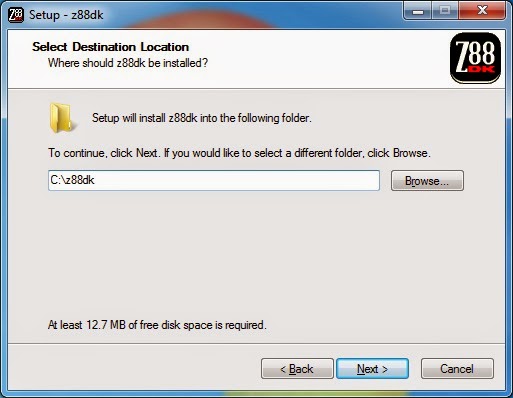 Setup - z88dk
Select Destination Location
Where should z88dk be installed?
Z88
DK
Setup will install z88dk into the following folder.
To continue, click Next. If you would like to select a different folder, click Browse.
C:\z88dk
Browse...
At least 12.7 MB of free disk space is required.
< Back
Next >
Cancel